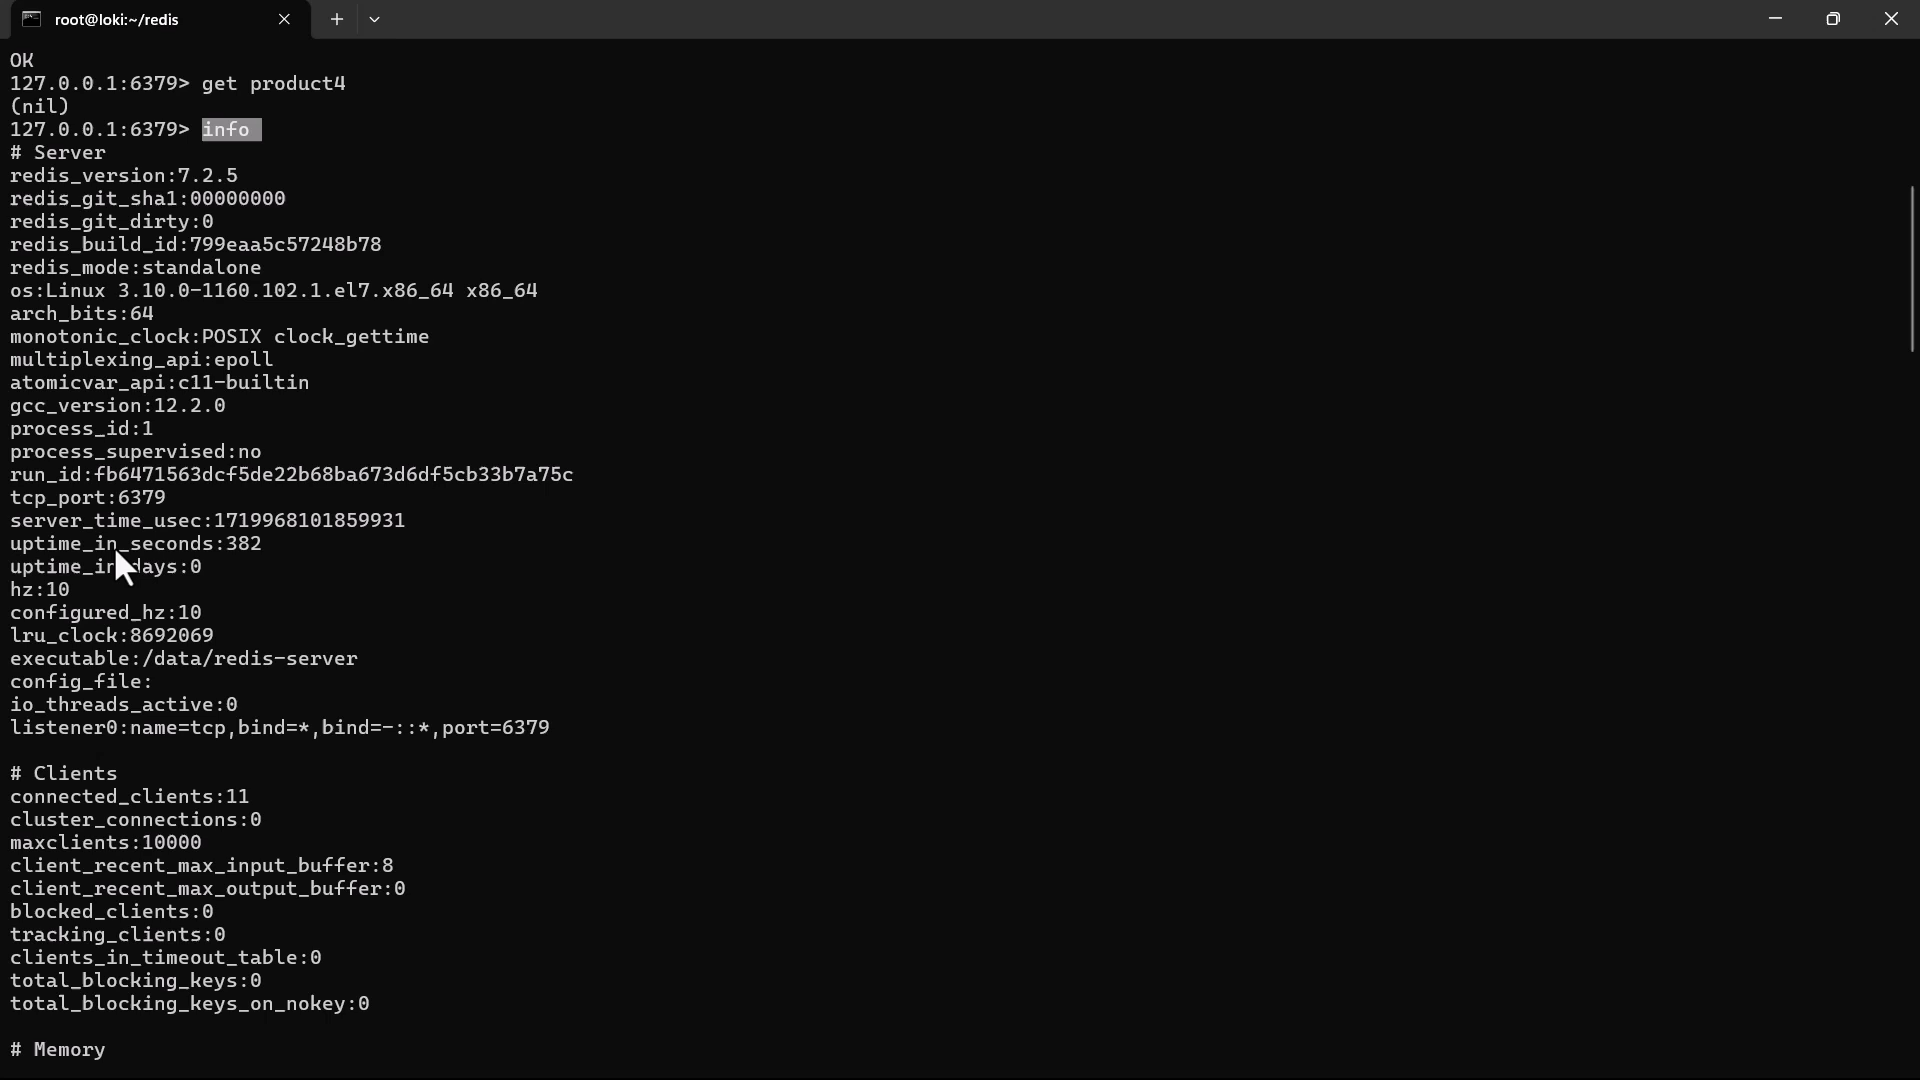 root@loki:~/redis
OK
127.0.0.1:6379> get product4
(nil)
127.0.0.1:6379> info
# Server
redis_version:7.2.5
redis_git_sha1:00000000
redis_git_dirty:0
redis_build_id:799eaa5c57248b78
redis_mode:standalone
os:Linux 3.10.0-1160.102.1.el7.x86_64 x86_64
arch_bits:64
monotonic_clock:POSIX clock_gettime
multiplexing_api:epoll
atomicvar_api:c11-builtin
gcc_version:12.2.0
process_id:1
process_supervised:no
run_id:fb6471563dcf5de22b68ba673d6df5cb33b7a75c
tcp_port:6379
server_time_usec:1719968101859931
uptime_in_seconds:382
uptime_in_days:0
hz:10
configured_hz:10
lru_clock:8692069
executable:/data/redis-server
config_file:
io_threads_active:0
listener0:name=tcp,bind=*,bind=-::*,port=6379
# Clients
connected_clients:11
cluster_connections:0
maxclients:10000
client_recent_max_input_buffer:8
client_recent_max_output_buffer:0
blocked_clients:0
tracking_clients:0
clients_in_timeout_table:0
total_blocking_keys:0
total_blocking_keys_on_nokey:0
# Memory